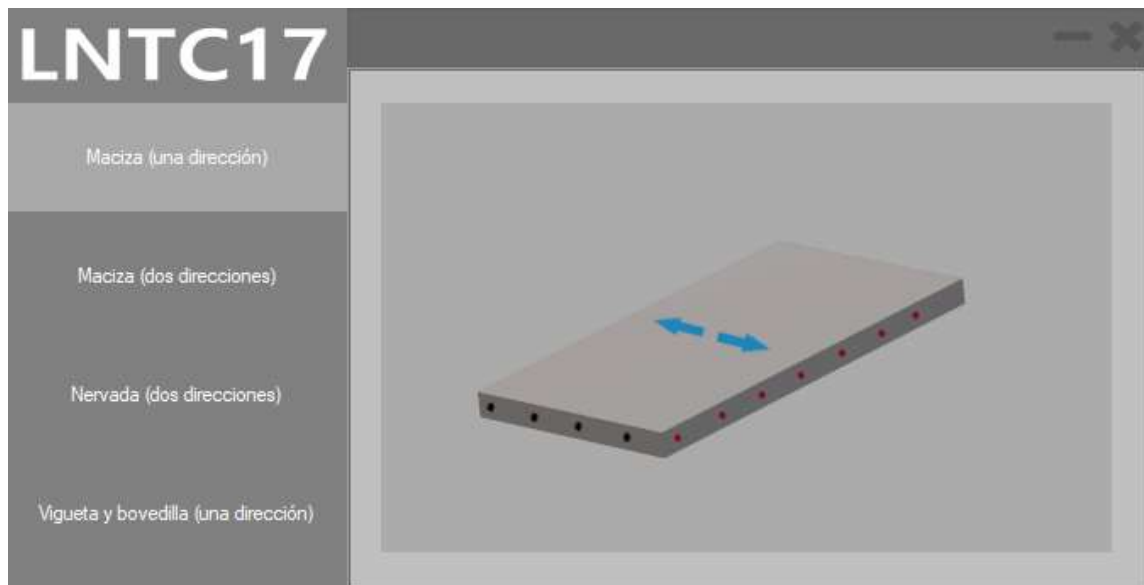 LNTC17
Maciza (una dirección)
Maciza (dos direcciones)
Nervada (dos direcciones)
Vigueta y bovedilla (una dirección)